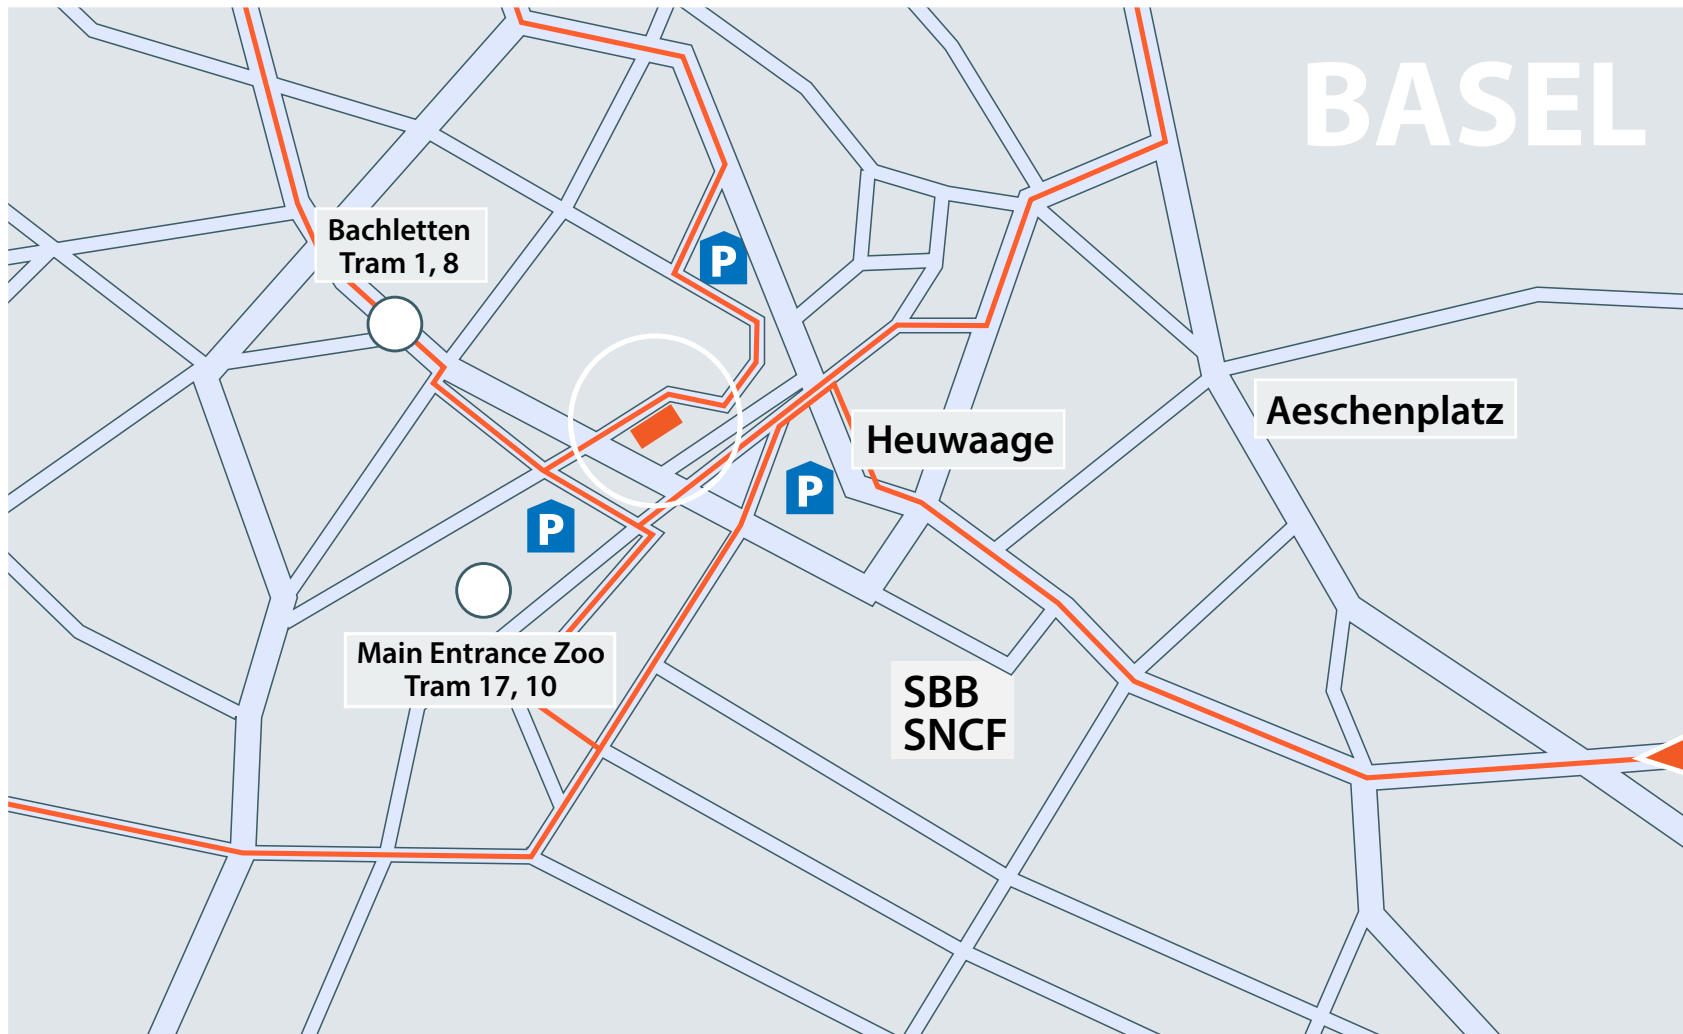 BASEL
Bachletten
Tram 1, 8
P
Aeschenplatz
Heuwaage
P
P
Main Entrance Zoo
Tram 17, 10
SBB
SNCF